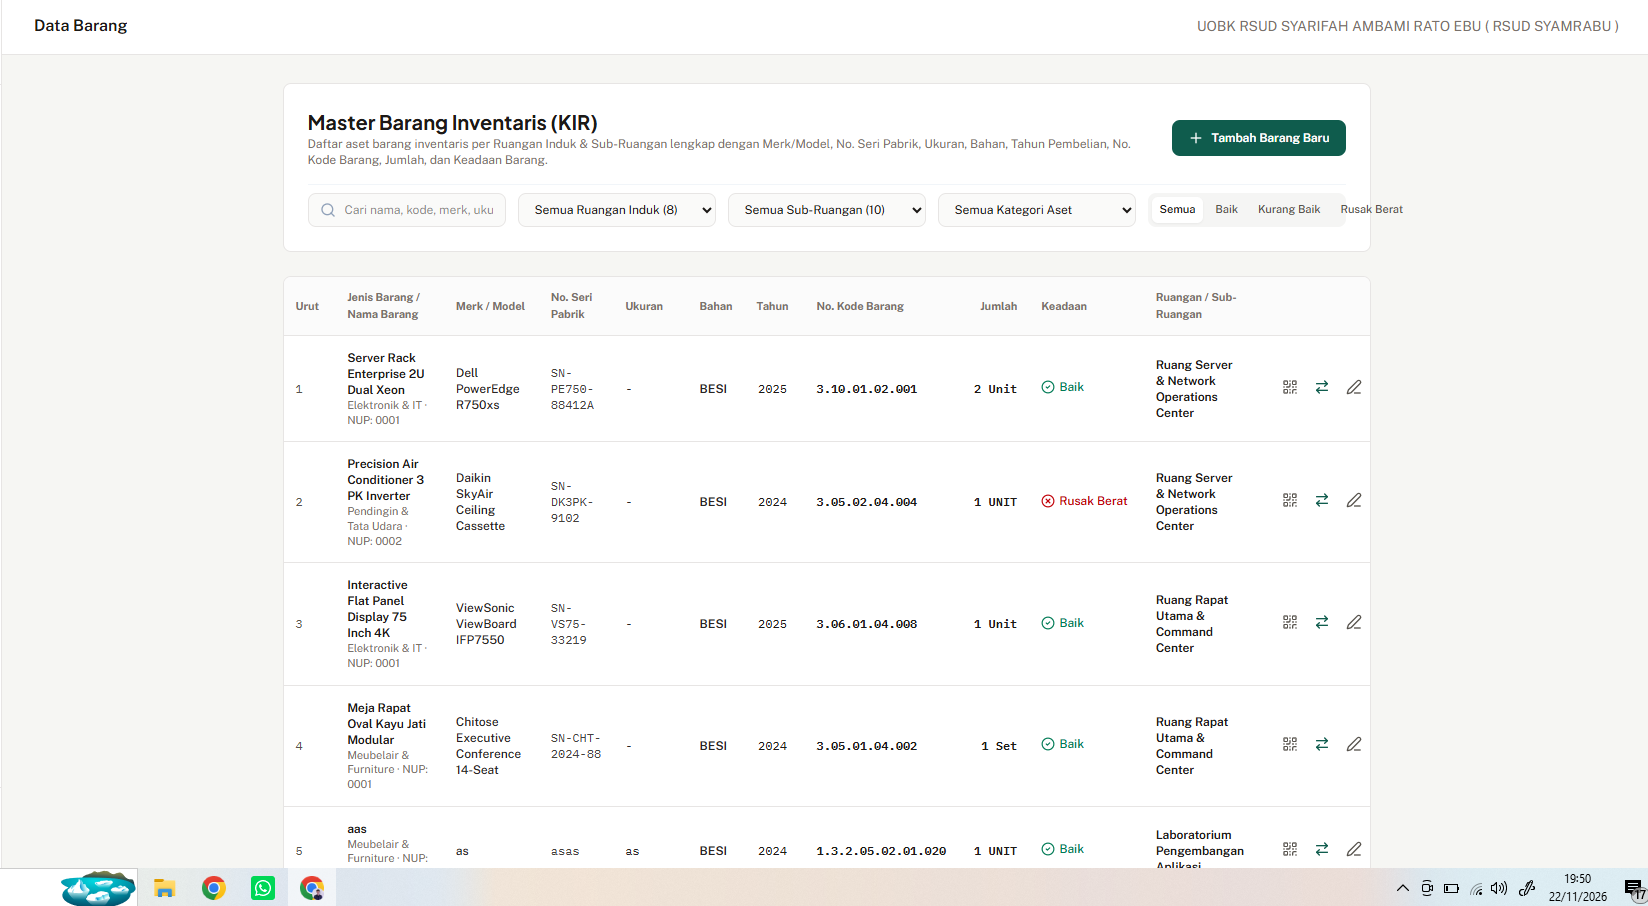 Data Barang
UOBK RSUD SYARIFAH AMBAMI RATO EBU ( RSUD SYAMRABU )
Master Barang Inventaris (KIR)
Daftar aset barang inventaris per Ruangan Induk & Sub-Ruangan lengkap dengan Merk/Model, No. Seri Pabrik, Ukuran, Bahan, Tahun Pembelian, No.
Kode Barang, Jumlah, dan Keadaan Barang.
+ Tambah Barang Baru
Cari nama, kode, merk, uku
Semua Ruangan Induk (8)
Semua Sub-Ruangan (10)
Semua Kategori Aset
Semua Baik Kurang Baik Rusak Berat
Urut
Jenis Barang /
Nama Barang
Merk / Model
No. Seri
Pabrik
Ukuran
Bahan
Tahun
No. Kode Barang
Jumlah
Keadaan
Ruangan / Sub-
Ruangan
1
Server Rack
Enterprise 2U
Dual Xeon
Elektronik & IT ·
NUP: 0001
Dell
PowerEdge
R750xs
SN-
PE750-
88412A
-
BESI
2025
3.10.01.02.001
2 Unit
Baik
Ruang Server
& Network
Operations
Center
2
Precision Air
Conditioner 3
PK Inverter
Pendingin &
Tata Udara ·
NUP: 0002
Daikin
SkyAir
Ceiling
Cassette
SN-
DK3PK-
9102
-
BESI
2024
3.05.02.04.004
1 UNIT
Rusak Berat
Ruang Server
& Network
Operations
Center
3
Interactive
Flat Panel
Display 75
Inch 4K
Elektronik & IT ·
NUP: 0001
ViewSonic
ViewBoard
IFP7550
SN-
VS75-
33219
-
BESI
2025
3.06.01.04.008
1 Unit
Baik
Ruang Rapat
Utama &
Command
Center
4
Meja Rapat
Oval Kayu Jati
Modular
Meubelair &
Furniture · NUP:
0001
Chitose
Executive
Conference
14-Seat
SN-CHT-
2024-88
-
BESI
2024
3.05.01.04.002
1 Set
Baik
Ruang Rapat
Utama &
Command
Center
5
aas
Meubelair &
Furniture · NUP:
as
asas
as
BESI
2024
1.3.2.05.02.01.020
1 UNIT
Baik
Laboratorium
Pengembangan
Aplikasi
19:50
22/11/2026
17